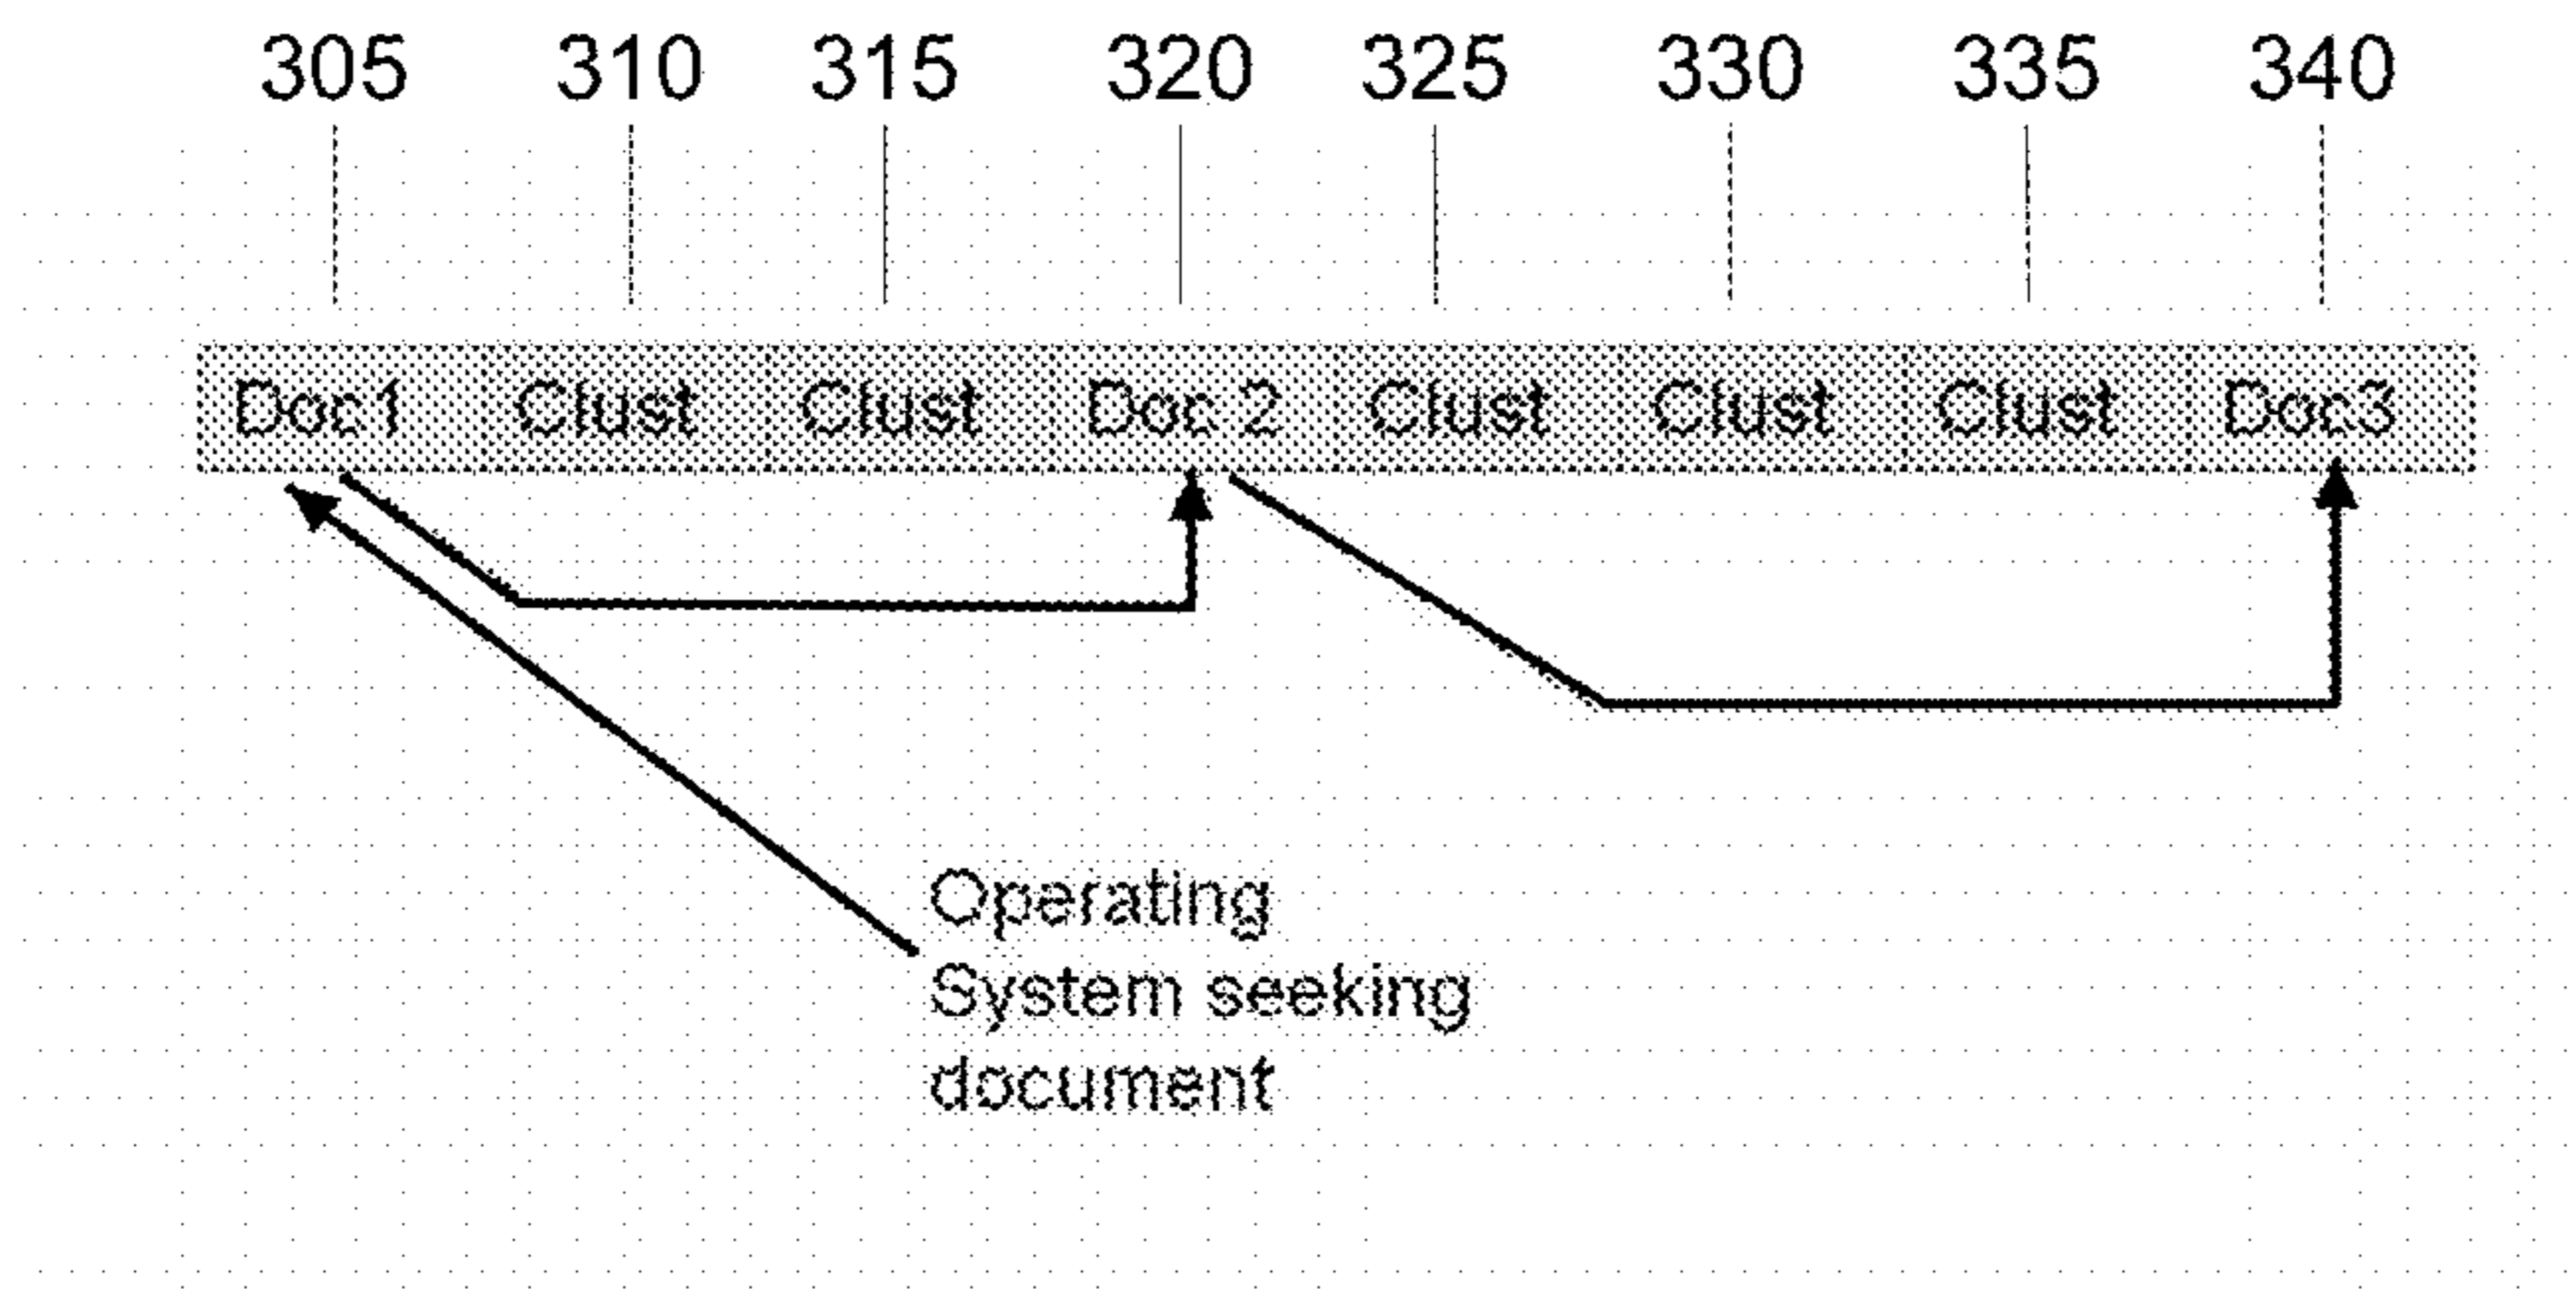 305 310 315 320 325 330 335 340
Doc1 Clust Clust Doc 2 Clust Clust Clust Doc3
Operating
System seeking
document